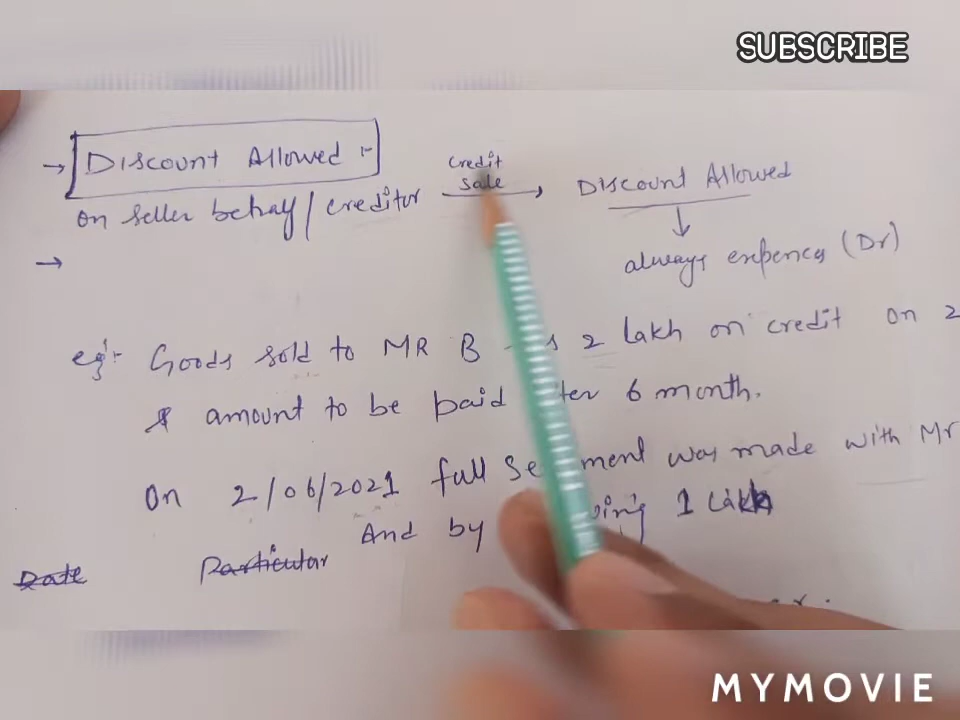 SUBSCRIBE
→ Discount Allowed :-
On seller behalf / creditor credit sale → Discount Allowed
→ always expences (Dr)
eg:- Goods sold to MR B 2 lakh on credit on 2
& amount to be paid 6 month.
On 2/06/2021 full was made with Mr
And by 1 Lakh
Date Particular
MYMOVIE